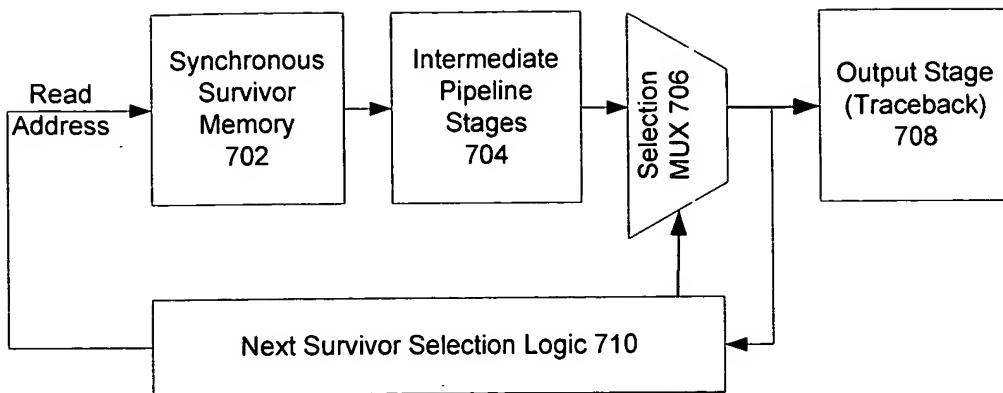 Read
Address
Synchronous
Survivor
Memory
702
Intermediate
Pipeline
Stages
704
Selection
MUX 706
Output Stage
(Traceback)
708
Next Survivor Selection Logic 710